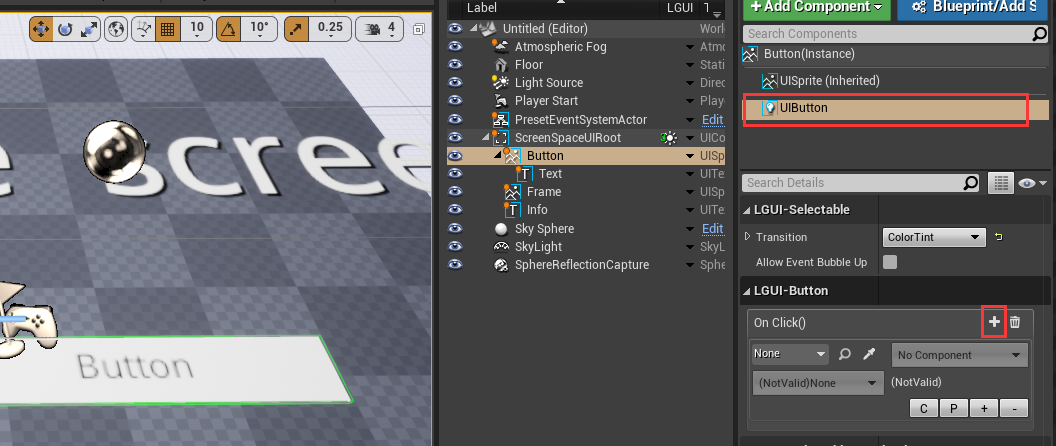 10
10°
0.25
4
scree
Button
Label
LGUI
Untitled (Editor)
Worl
Atmospheric Fog
Atmo
Floor
Stati
Light Source
Direc
Player Start
Playe
PresetEventSystemActor
Edit
ScreenSpaceUIRoot
UICo
Button
UISp
Text
UITe
Frame
UISp
Info
UITe
Sky Sphere
Edit
SkyLight
SkyL
SphereReflectionCapture
Sphe
+Add Component
Blueprint/Add S
Search Components
Button(Instance)
UISprite (Inherited)
UIButton
Search Details
LGUI-Selectable
Transition
ColorTint
Allow Event Bubble Up
LGUI-Button
On Click()
None
No Component
(NotValid)None
(NotValid)
C P + -